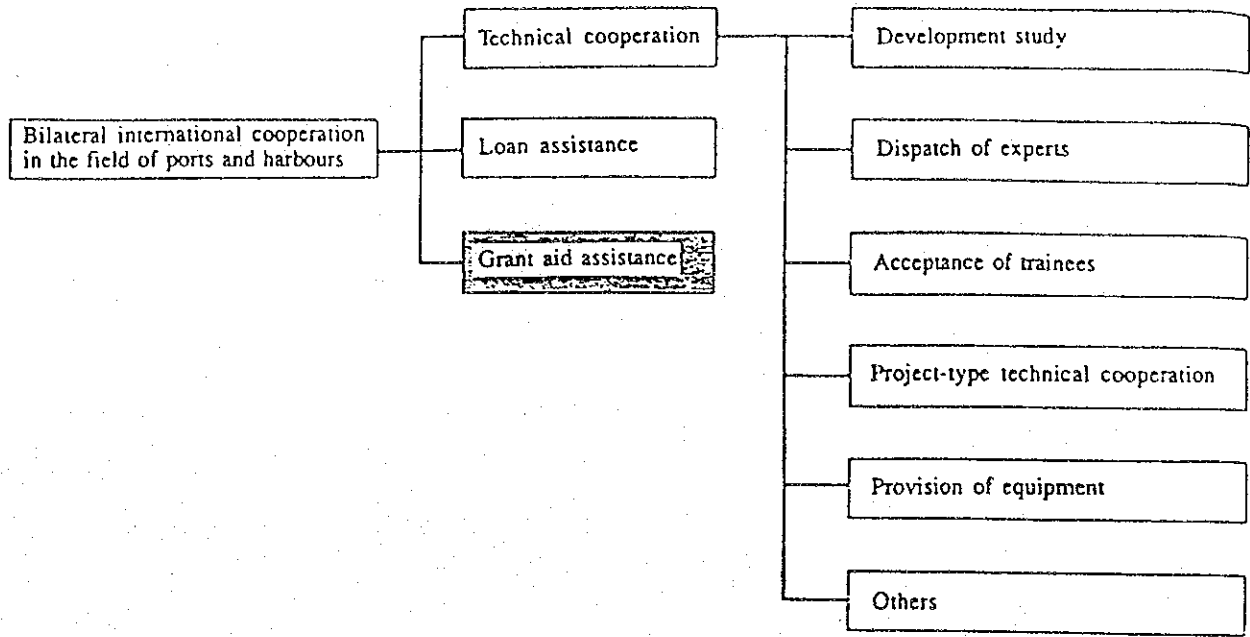 Bilateral international cooperation
in the field of ports and harbours
Technical cooperation
Loan assistance
Grant aid assistance
Development study
Dispatch of experts
Acceptance of trainees
Project-type technical cooperation
Provision of equipment
Others